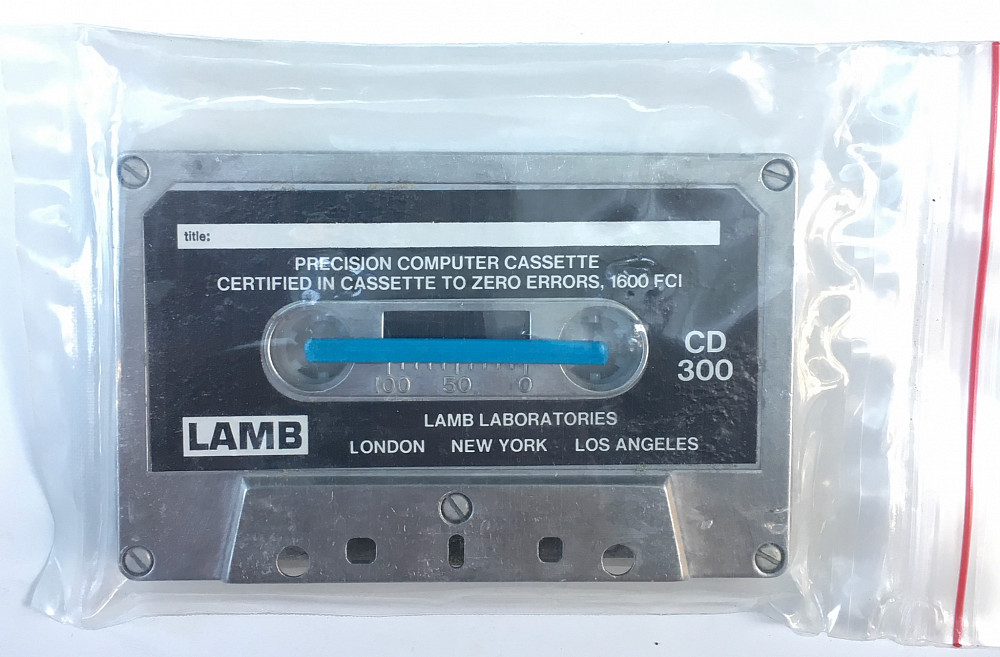 title:
PRECISION COMPUTER CASSETTE
CERTIFIED IN CASSETTE TO ZERO ERRORS, 1600 FCI
CD
300
100 50 0
LAMB LABORATORIES
LAMB
LONDON NEW YORK LOS ANGELES